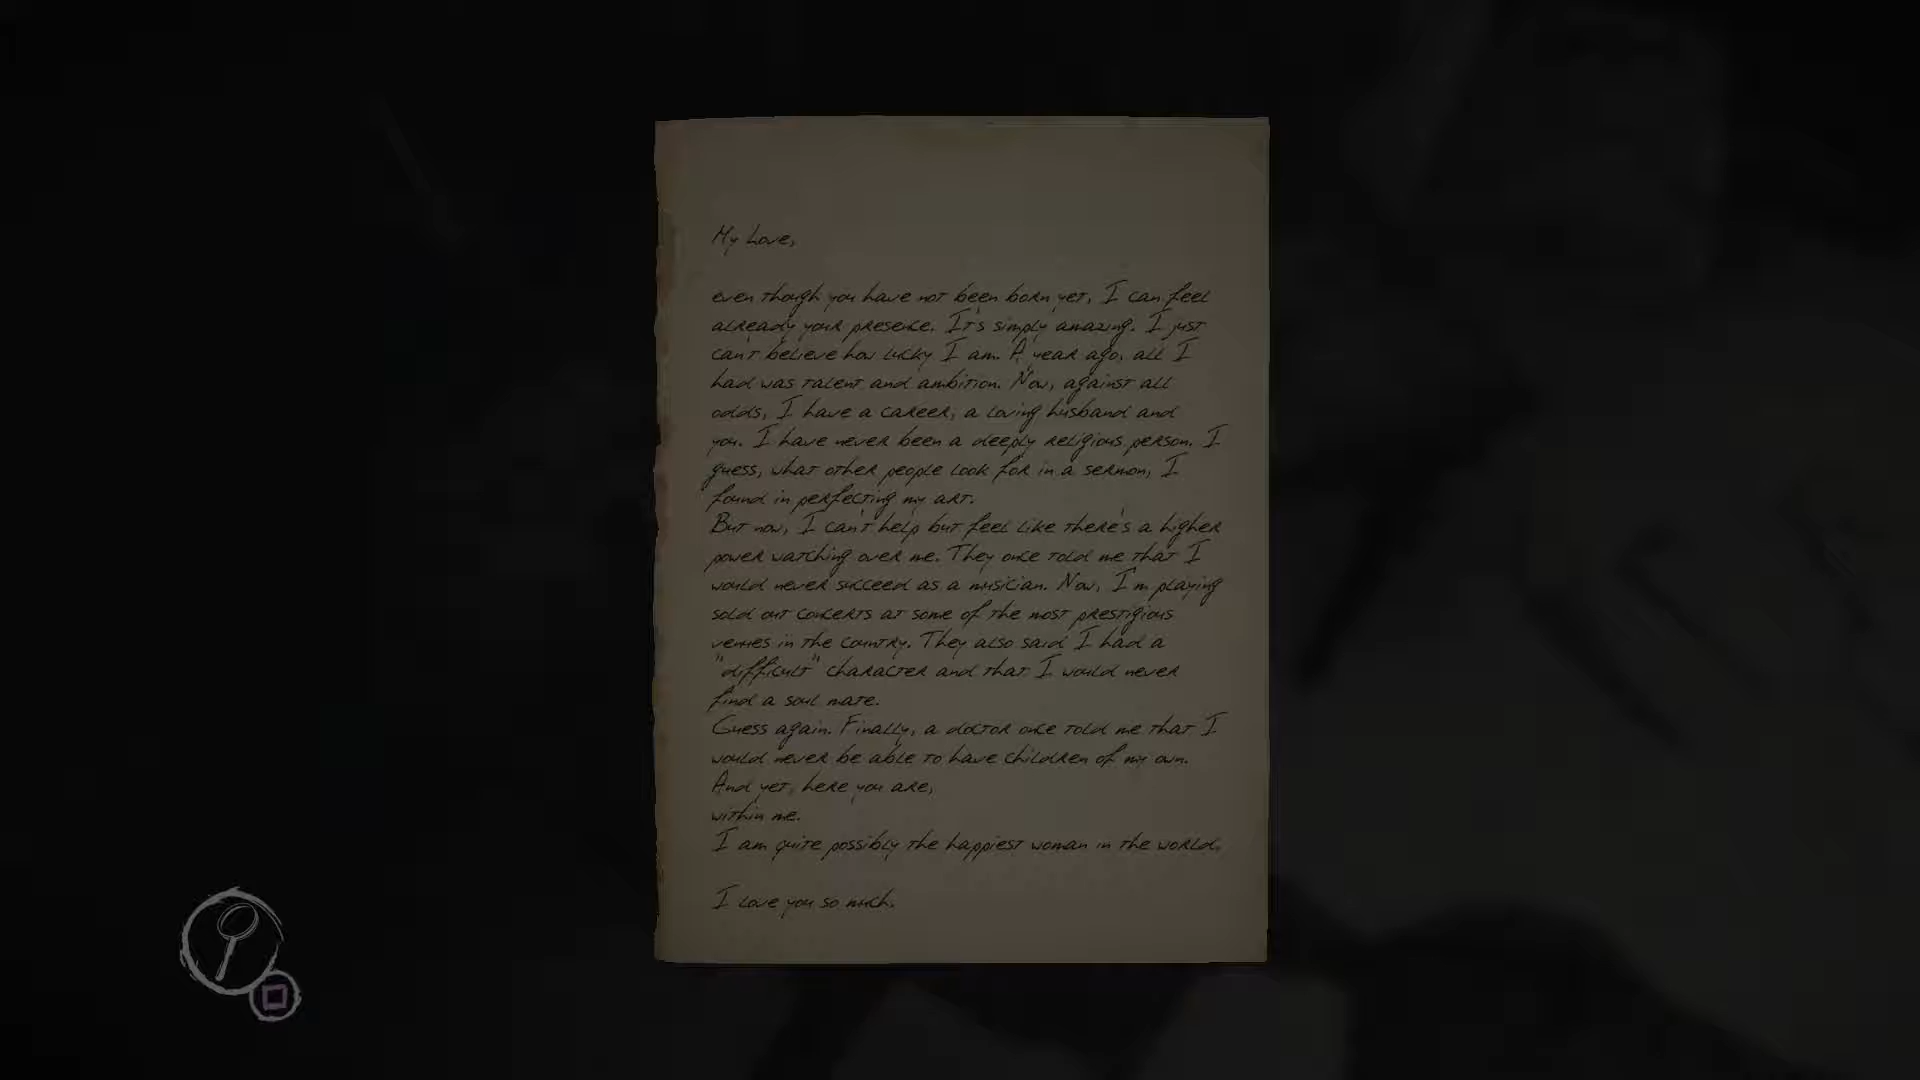 My Love,
even though you have not been born yet, I can feel
already your presence. It's simply amazing. I just
can't believe how lucky I am. A year ago, all I
had was talent and ambition. Now, against all
odds, I have a career, a loving husband and
you. I have never been a deeply religious person. I
guess, what other people look for in a sermon, I
found in perfecting my art.
But now, I can't help but feel like there's a higher
power watching over me. They once told me that I
would never succeed as a musician. Now, I'm playing
sold out concerts at some of the most prestigious
venues in the country. They also said I had a
"difficult" character and that I would never
find a soul mate.
Guess again. Finally, a doctor once told me that I
would never be able to have children of my own.
And yet, here you are,
within me.
I am quite possibly the happiest woman in the world.
I love you so much.